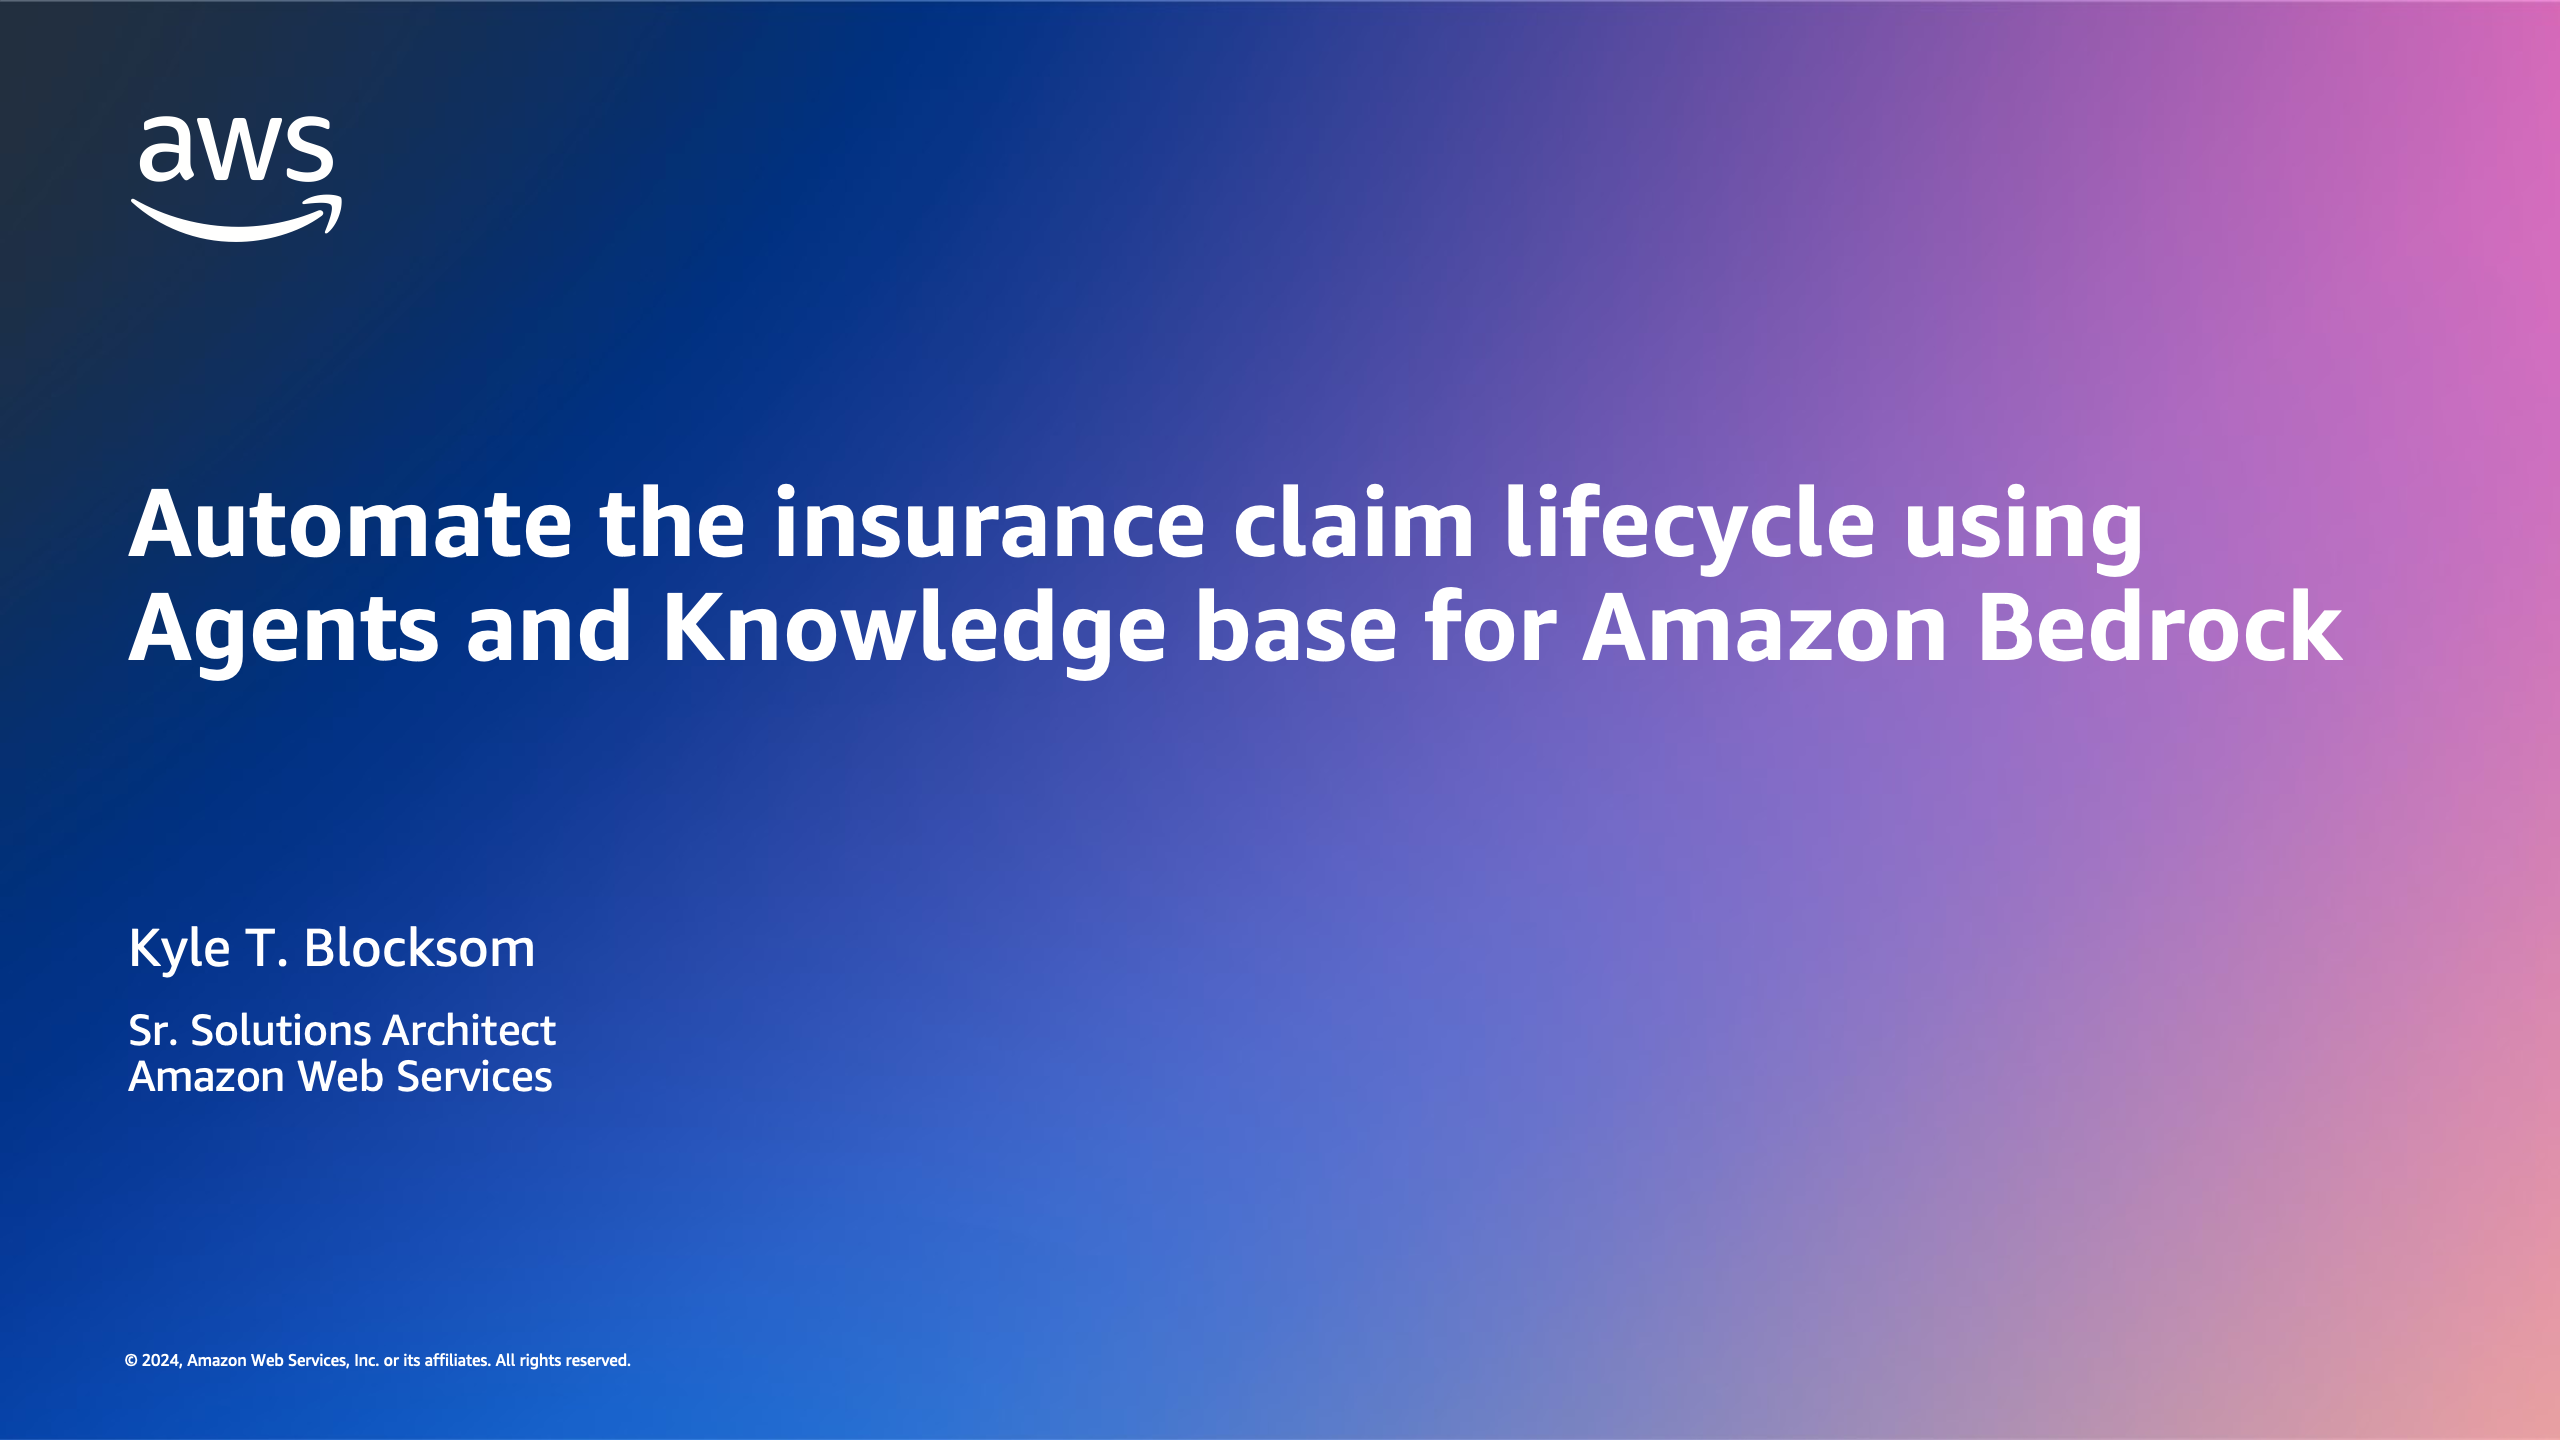 aws
Automate the insurance claim lifecycle using
Agents and Knowledge base for Amazon Bedrock
Kyle T. Blocksom
Sr. Solutions Architect
Amazon Web Services
© 2024, Amazon Web Services, Inc. or its affiliates. All rights reserved.